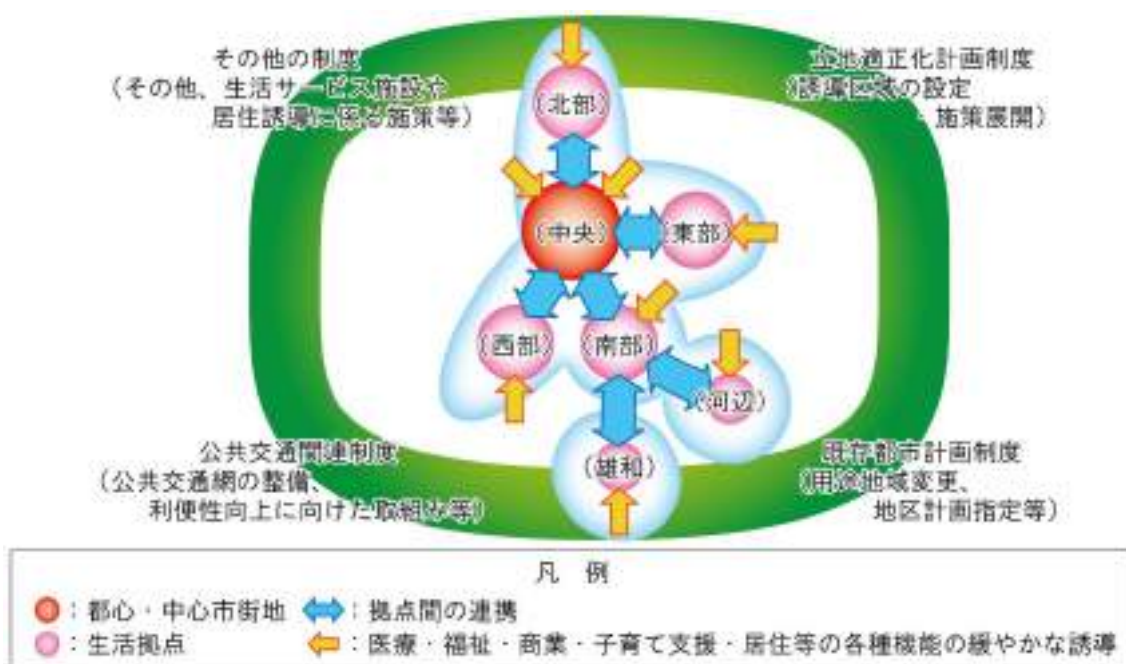 その他の制度
(その他、生活サービス施設や
居住誘導に係る施策等)
立地適正化計画制度
(誘導区域の設定
・施策展開)
(北部)
(中央)
(東部)
(西部)
(南部)
(河辺)
(雄和)
公共交通関連制度
(公共交通網の整備、
利便性向上に向けた取組み等)
既存都市計画制度
(用途地域変更、
地区計画指定等)
凡 例
:都心・中心市街地
:拠点間の連携
:生活拠点
:医療・福祉・商業・子育て支援・居住等の各種機能の緩やかな誘導